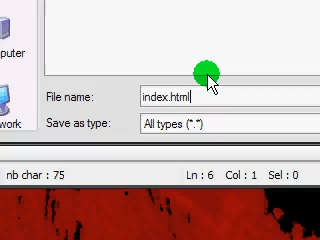 puter
File name: index.html
Save as type: All types (*.*)
work
nb char : 75 Ln : 6 Col : 1 Sel : 0